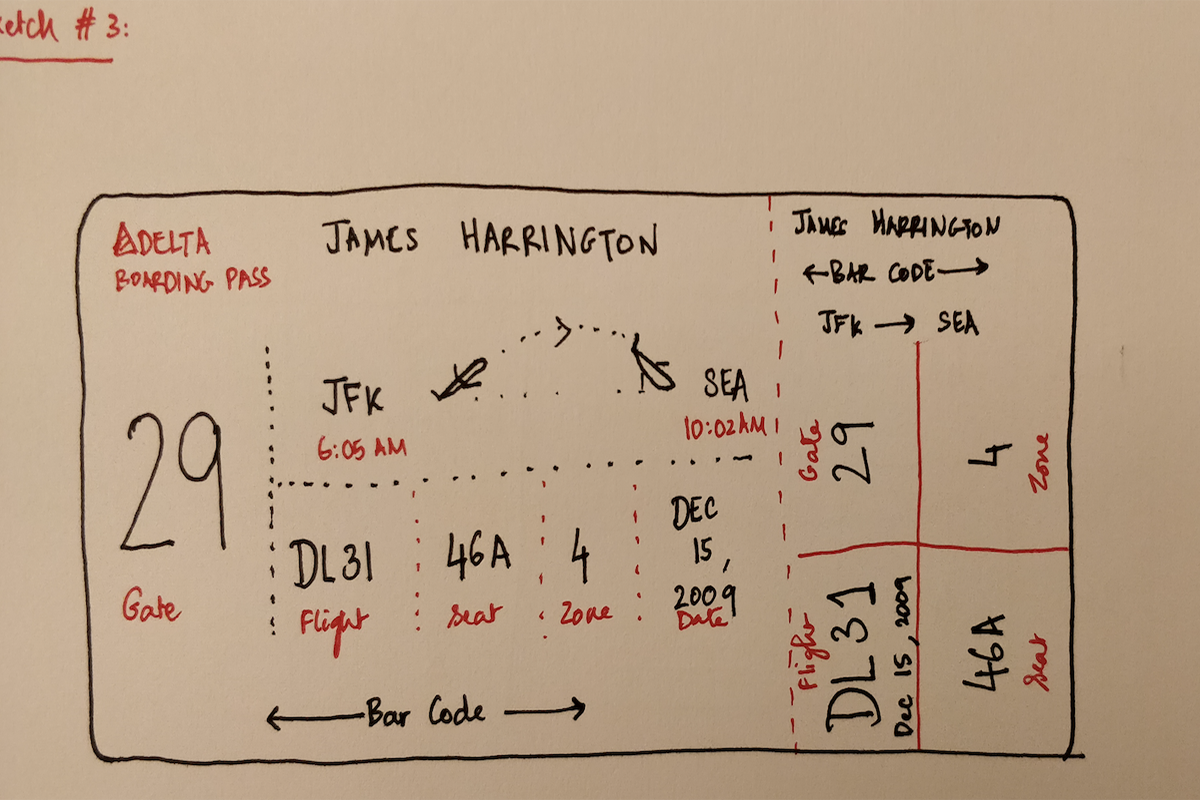 ketch # 3:
DELTA
BOARDING PASS
JAMES HARRINGTON
JFK
6:05 AM
SEA
10:02 AM
29
Gate
DL31
Flight
46A
Seat
4
Zone
DEC
15,
2009
Date
Bar Code
JAMES HARRINGTON
BAR CODE
JFK → SEA
Gate
29
4
Zone
Flight
DL31
Dec 15, 2009
46A
Seat